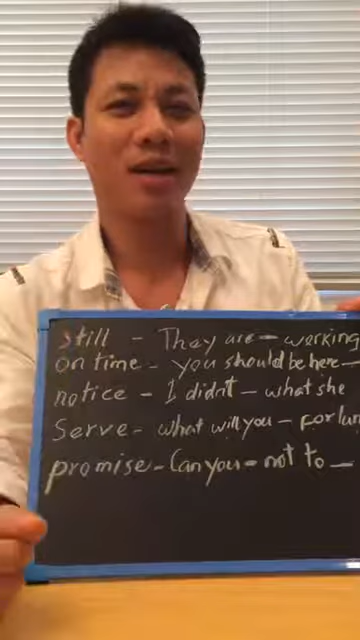 still - They are - working
on time - you should be here -
notice - I didn't - what she
Serve - what will you - for lun
promise - Can you - not to -